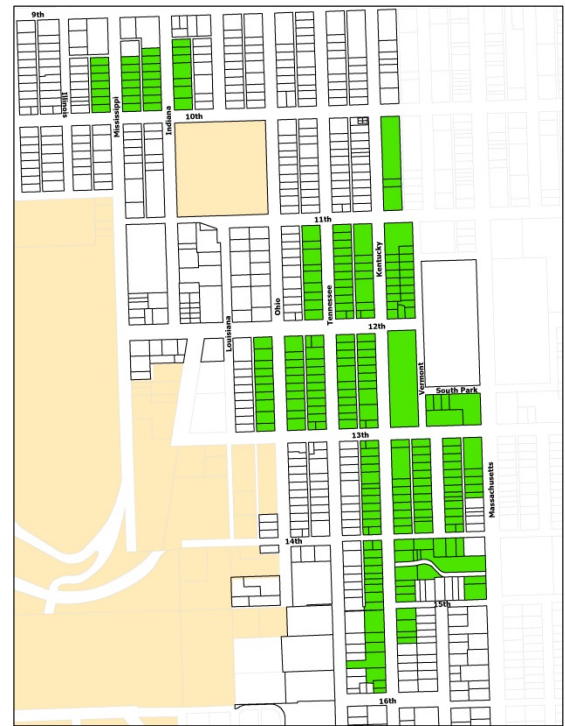 9th
Illinois
Mississippi
Indiana
10th
11th
Kentucky
Tennessee
Ohio
Louisiana
12th
Vermont
South Park
13th
Massachusetts
14th
15th
16th